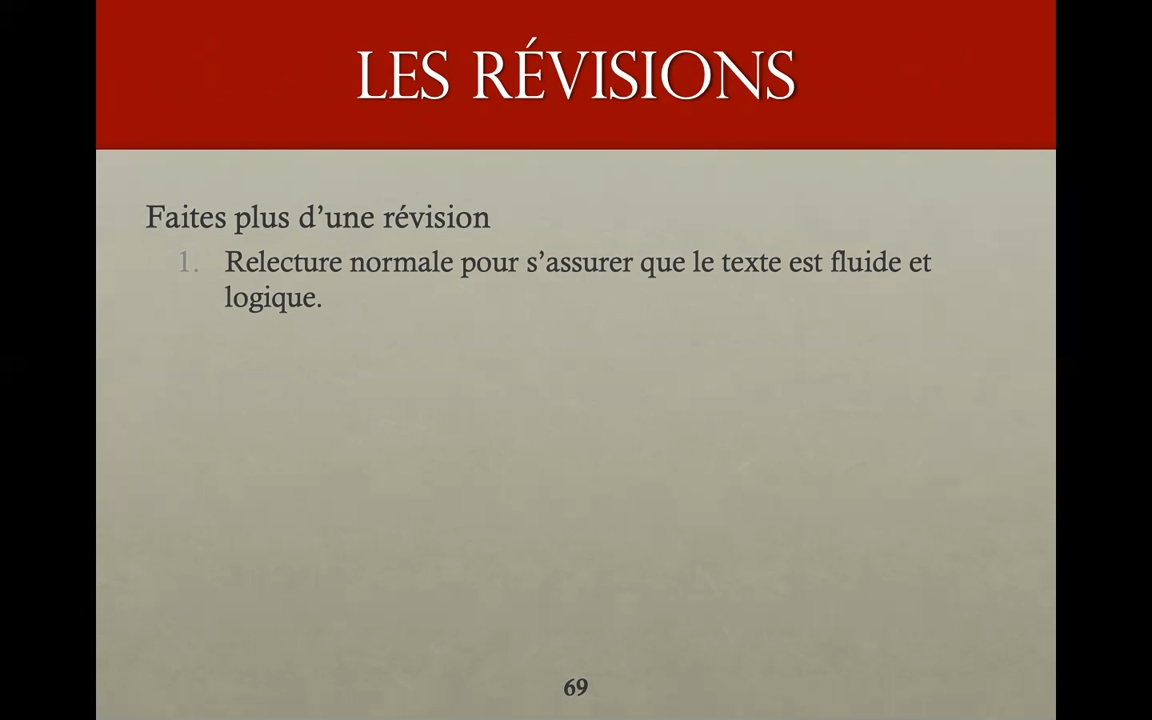 LES RÉVISIONS
Faites plus d’une révision
1. Relecture normale pour s’assurer que le texte est fluide et
logique.
69